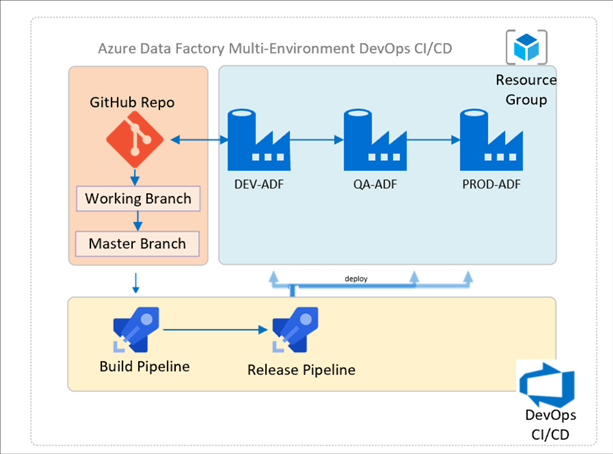 Azure Data Factory Multi-Environment DevOps CI/CD
Resource
Group
GitHub Repo
DEV-ADF
QA-ADF
PROD-ADF
Working Branch
Master Branch
deploy
Build Pipeline
Release Pipeline
DevOps
CI/CD